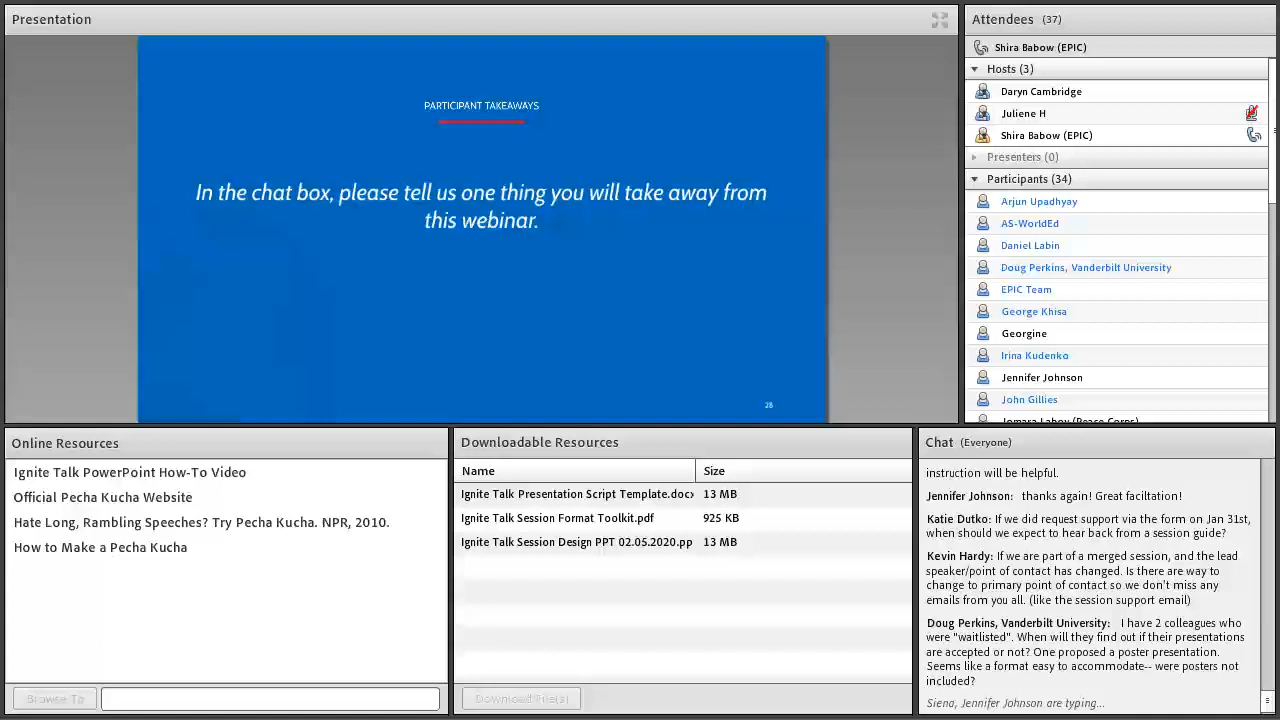 Presentation
PARTICIPANT TAKEAWAYS
In the chat box, please tell us one thing you will take away from
this webinar.
28
Attendees (37)
Shira Babow (EPIC)
Hosts (3)
Daryn Cambridge
Juliene H
Shira Babow (EPIC)
Presenters (0)
Participants (34)
Arjun Upadhyay
AS-WorldEd
Daniel Labin
Doug Perkins, Vanderbilt University
EPIC Team
George Khisa
Georgine
Irina Kudenko
Jennifer Johnson
John Gillies
Online Resources
Ignite Talk PowerPoint How-To Video
Official Pecha Kucha Website
Hate Long, Rambling Speeches? Try Pecha Kucha. NPR, 2010.
How to Make a Pecha Kucha
Browse To
Downloadable Resources
Name Size
Ignite Talk Presentation Script Template.docx 13 MB
Ignite Talk Session Format Toolkit.pdf 925 KB
Ignite Talk Session Design PPT 02.05.2020.pp 13 MB
Download File(s)
Chat (Everyone)
instruction will be helpful.
Jennifer Johnson: thanks again! Great faciltation!
Katie Dutko: If we did request support via the form on Jan 31st,
when should we expect to hear back from a session guide?
Kevin Hardy: If we are part of a merged session, and the lead
speaker/point of contact has changed. Is there are way to
change to primary point of contact so we don't miss any
emails from you all. (like the session support email)
Doug Perkins, Vanderbilt University: I have 2 colleagues who
were "waitlisted". When will they find out if their presentations
are accepted or not? One proposed a poster presentation.
Seems like a format easy to accommodate-- were posters not
included?
Siena, Jennifer Johnson are typing...